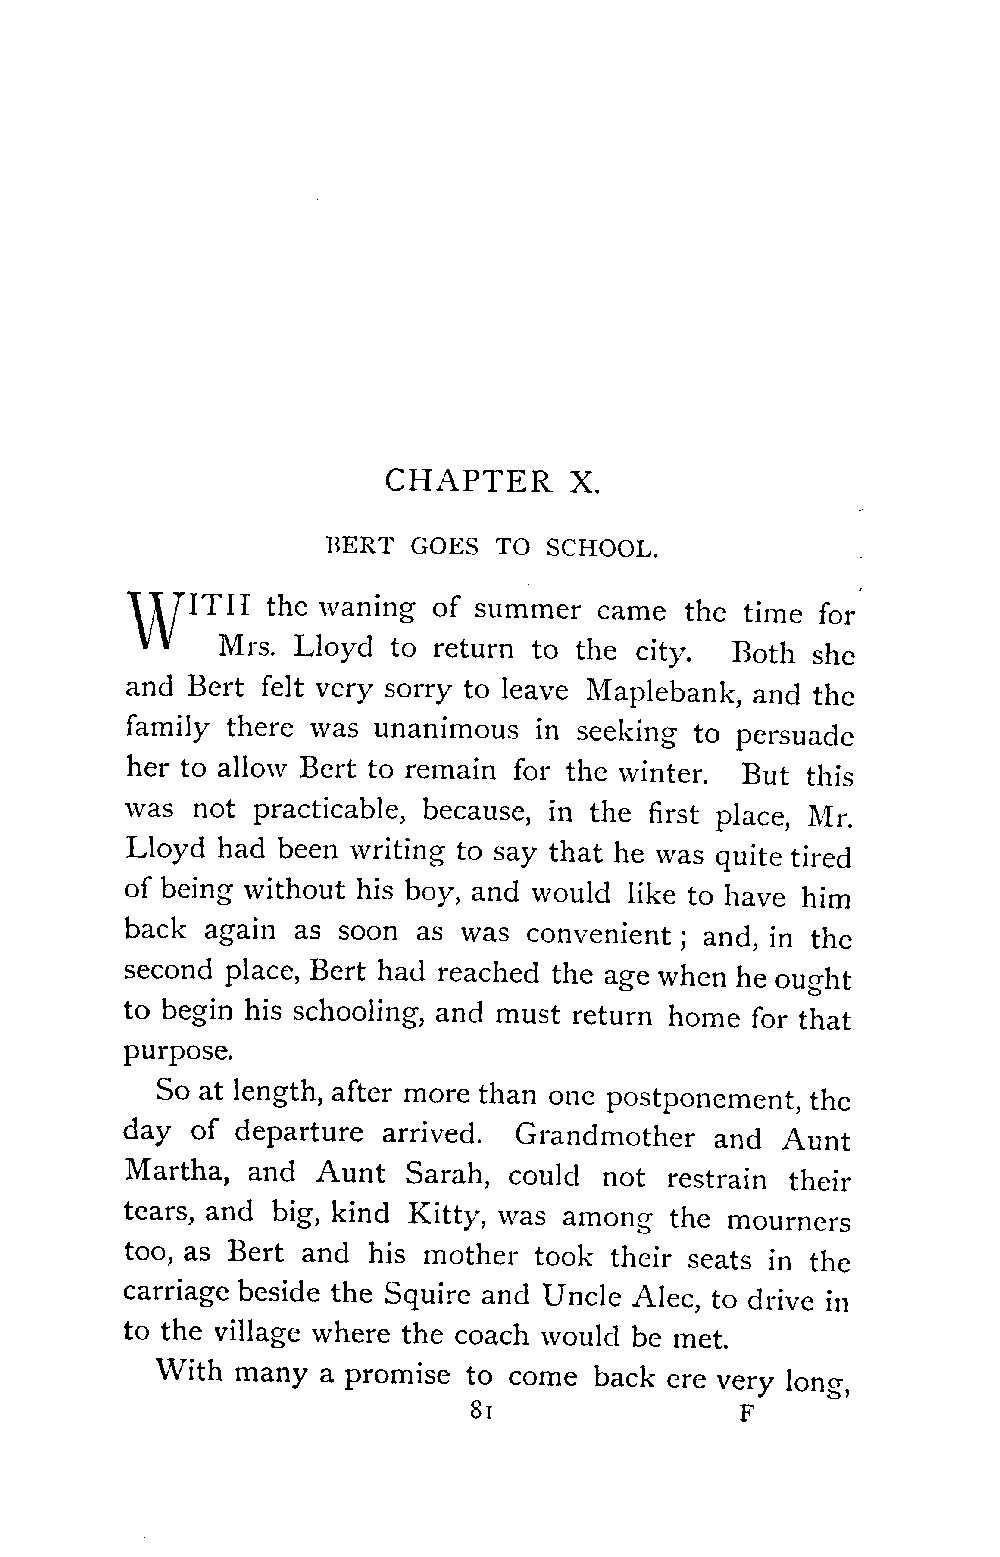 CHAPTER X.
BERT GOES TO SCHOOL.
WITH the waning of summer came the time for
Mrs. Lloyd to return to the city. Both she
and Bert felt very sorry to leave Maplebank, and the
family there was unanimous in seeking to persuade
her to allow Bert to remain for the winter. But this
was not practicable, because, in the first place, Mr.
Lloyd had been writing to say that he was quite tired
of being without his boy, and would like to have him
back again as soon as was convenient; and, in the
second place, Bert had reached the age when he ought
to begin his schooling, and must return home for that
purpose.
So at length, after more than one postponement, the
day of departure arrived. Grandmother and Aunt
Martha, and Aunt Sarah, could not restrain their
tears, and big, kind Kitty, was among the mourners
too, as Bert and his mother took their seats in the
carriage beside the Squire and Uncle Alec, to drive in
to the village where the coach would be met.
With many a promise to come back ere very long,
81 F